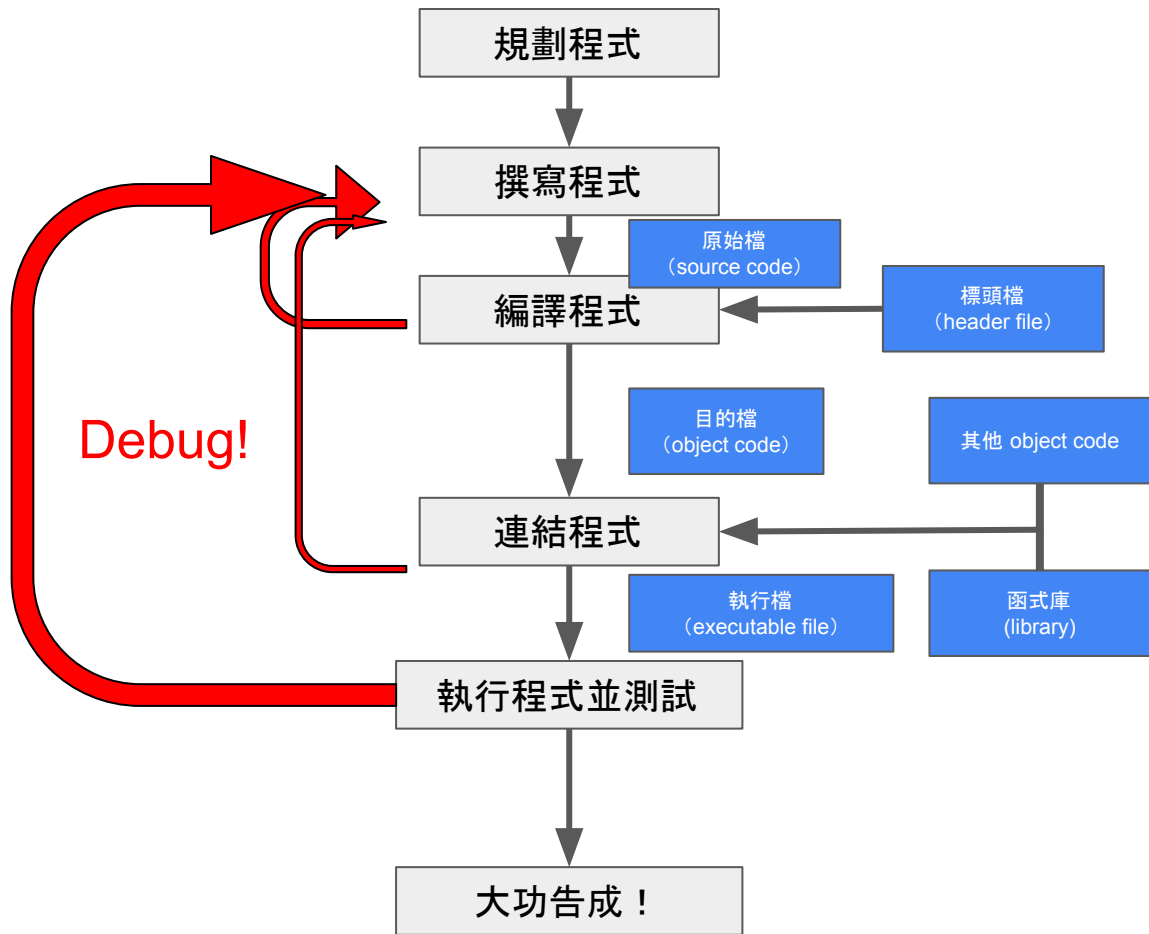 規劃程式
撰寫程式
原始檔
（source code）
編譯程式
標頭檔
（header file）
Debug!
目的檔
（object code）
其他 object code
連結程式
執行檔
（executable file）
函式庫
(library)
執行程式並測試
大功告成！